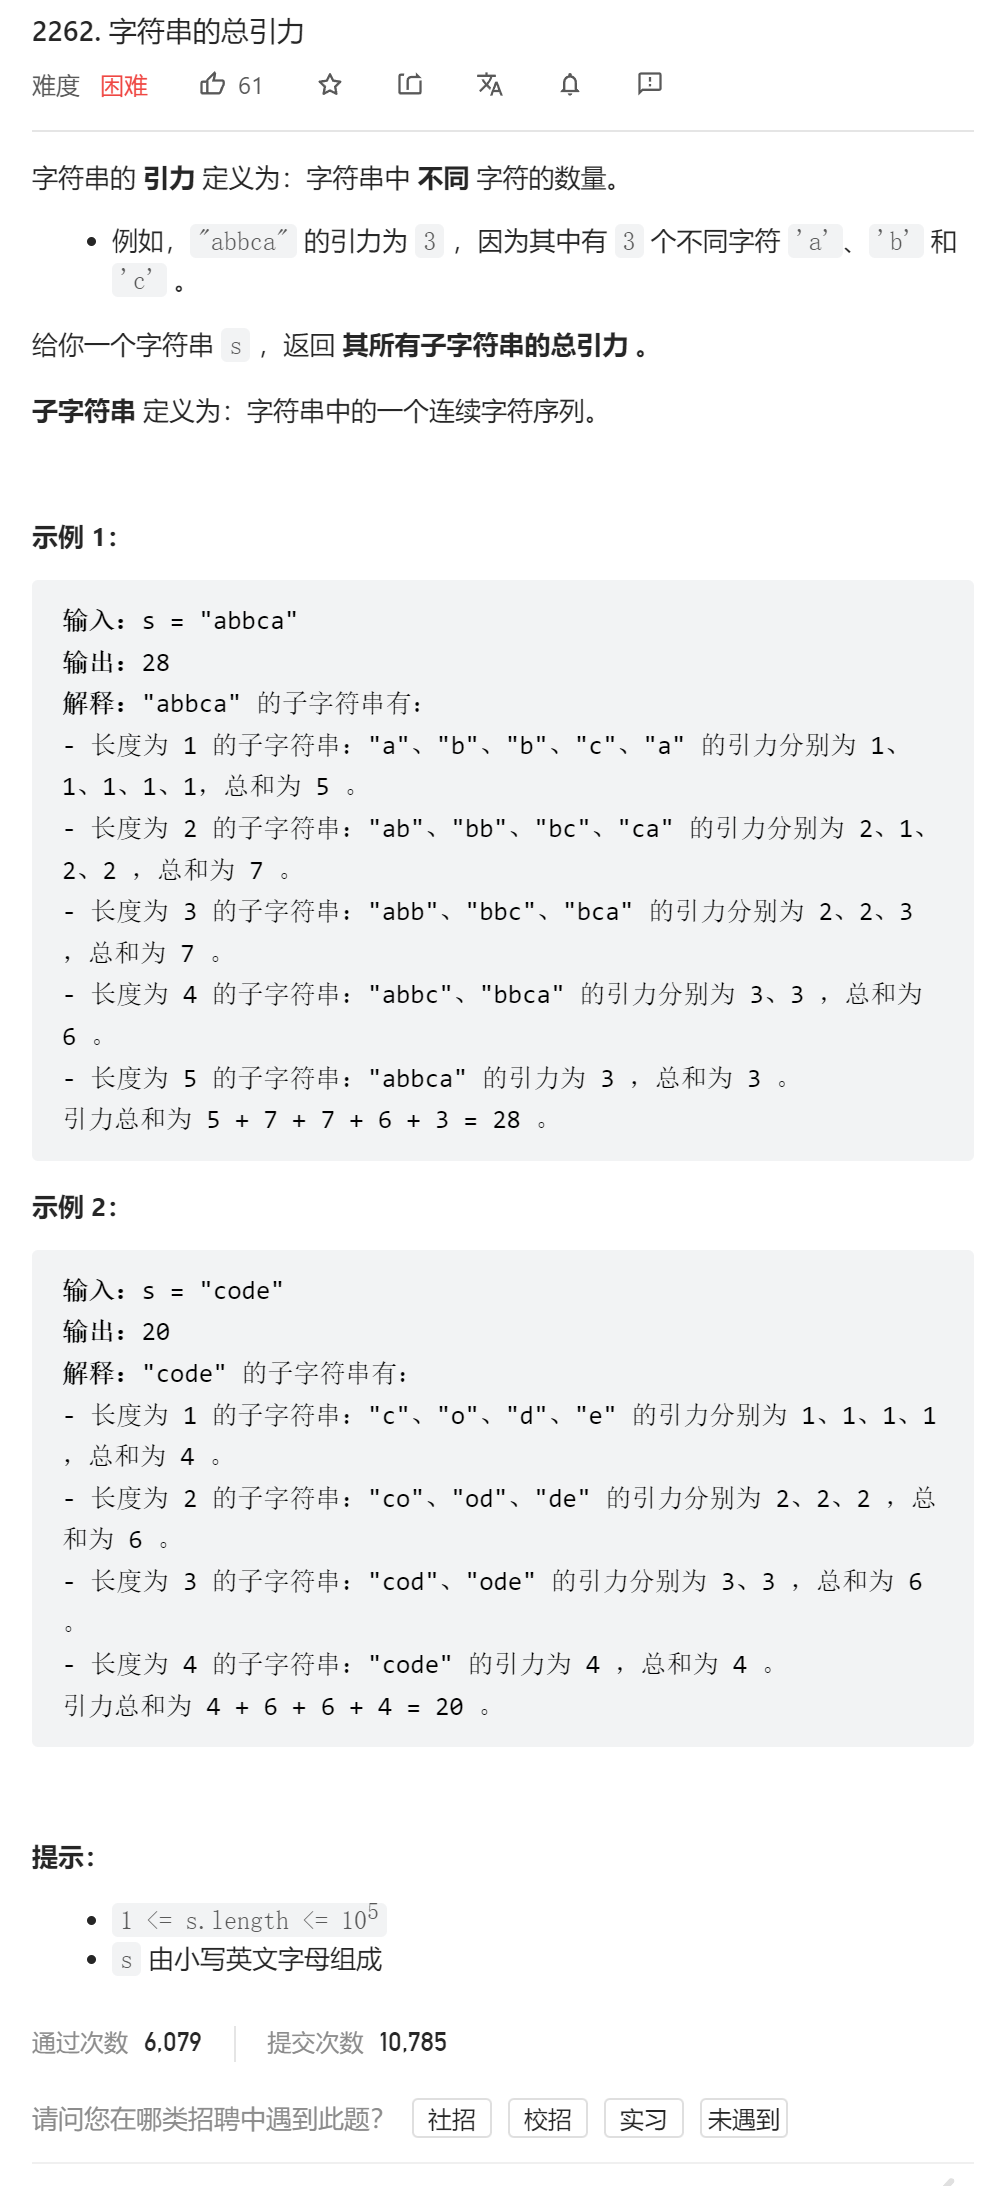 2262. 字符串的总引力
难度 困难 61
字符串的 引力 定义为：字符串中 不同 字符的数量。
• 例如，"abbca" 的引力为 3 ，因为其中有 3 个不同字符 'a'、'b' 和
'c' 。
给你一个字符串 s ，返回 其所有子字符串的总引力 。
子字符串 定义为：字符串中的一个连续字符序列。
示例 1：
输入：s = "abbca"
输出：28
解释："abbca" 的子字符串有：
- 长度为 1 的子字符串："a"、"b"、"b"、"c"、"a" 的引力分别为 1、
1、1、1、1，总和为 5 。
- 长度为 2 的子字符串："ab"、"bb"、"bc"、"ca" 的引力分别为 2、1、
2、2 ，总和为 7 。
- 长度为 3 的子字符串："abb"、"bbc"、"bca" 的引力分别为 2、2、3
，总和为 7 。
- 长度为 4 的子字符串："abbc"、"bbca" 的引力分别为 3、3 ，总和为
6 。
- 长度为 5 的子字符串："abbca" 的引力为 3 ，总和为 3 。
引力总和为 5 + 7 + 7 + 6 + 3 = 28 。
示例 2：
输入：s = "code"
输出：20
解释："code" 的子字符串有：
- 长度为 1 的子字符串："c"、"o"、"d"、"e" 的引力分别为 1、1、1、1
，总和为 4 。
- 长度为 2 的子字符串："co"、"od"、"de" 的引力分别为 2、2、2 ，总
和为 6 。
- 长度为 3 的子字符串："cod"、"ode" 的引力分别为 3、3 ，总和为 6
。
- 长度为 4 的子字符串："code" 的引力为 4 ，总和为 4 。
引力总和为 4 + 6 + 6 + 4 = 20 。
提示：
• 1 <= s.length <= 10⁵
• s 由小写英文字母组成
通过次数 6,079 提交次数 10,785
请问您在哪类招聘中遇到此题？ 社招 校招 实习 未遇到